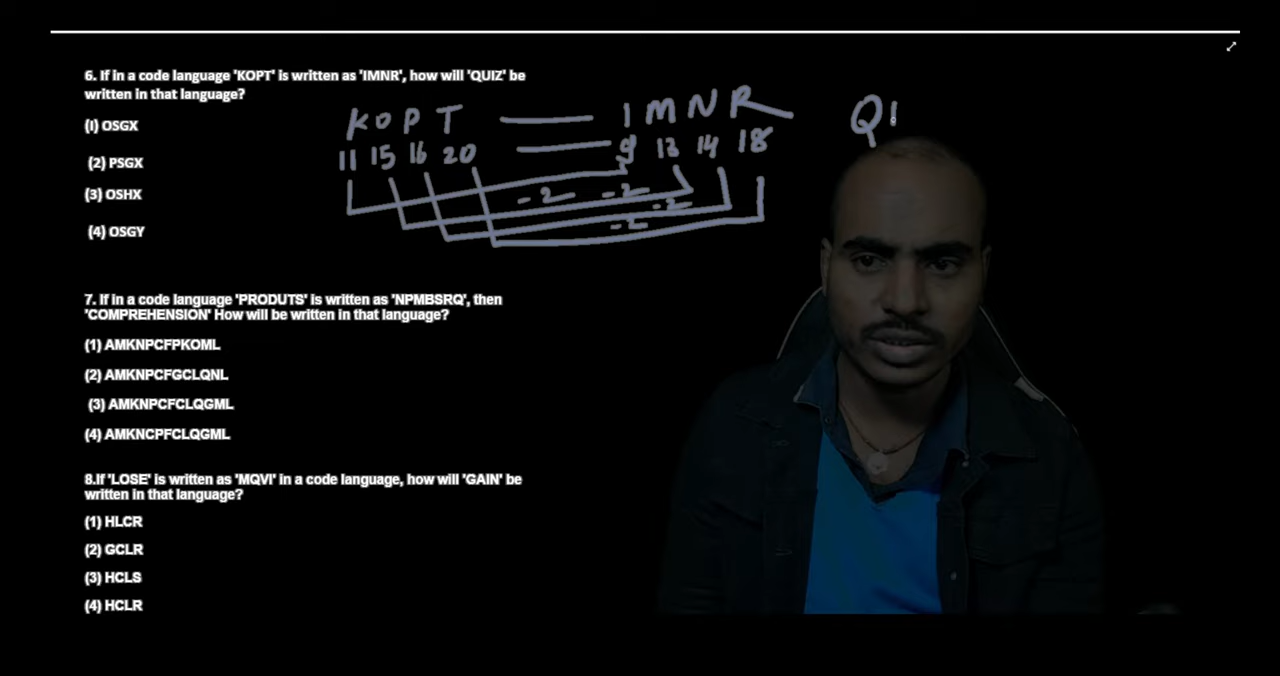 6. If in a code language 'KOPT' is written as 'IMNR', how will 'QUIZ' be
written in that language?
K O P T — I M N R Q
11 15 16 20 — 9 13 14 18
(I) OSGX
(2) PSGX
(3) OSHX
-2 -2
-2
-2
(4) OSGY
7. If in a code language 'PRODUTS' is written as 'NPMBSRQ', then
'COMPREHENSION' How will be written in that language?
(1) AMKNPCFPKOML
(2) AMKNPCFGCLQNL
(3) AMKNPCFCLQGML
(4) AMKNCPFCLQGML
8.If 'LOSE' is written as 'MQVI' in a code language, how will 'GAIN' be
written in that language?
(1) HLCR
(2) GCLR
(3) HCLS
(4) HCLR